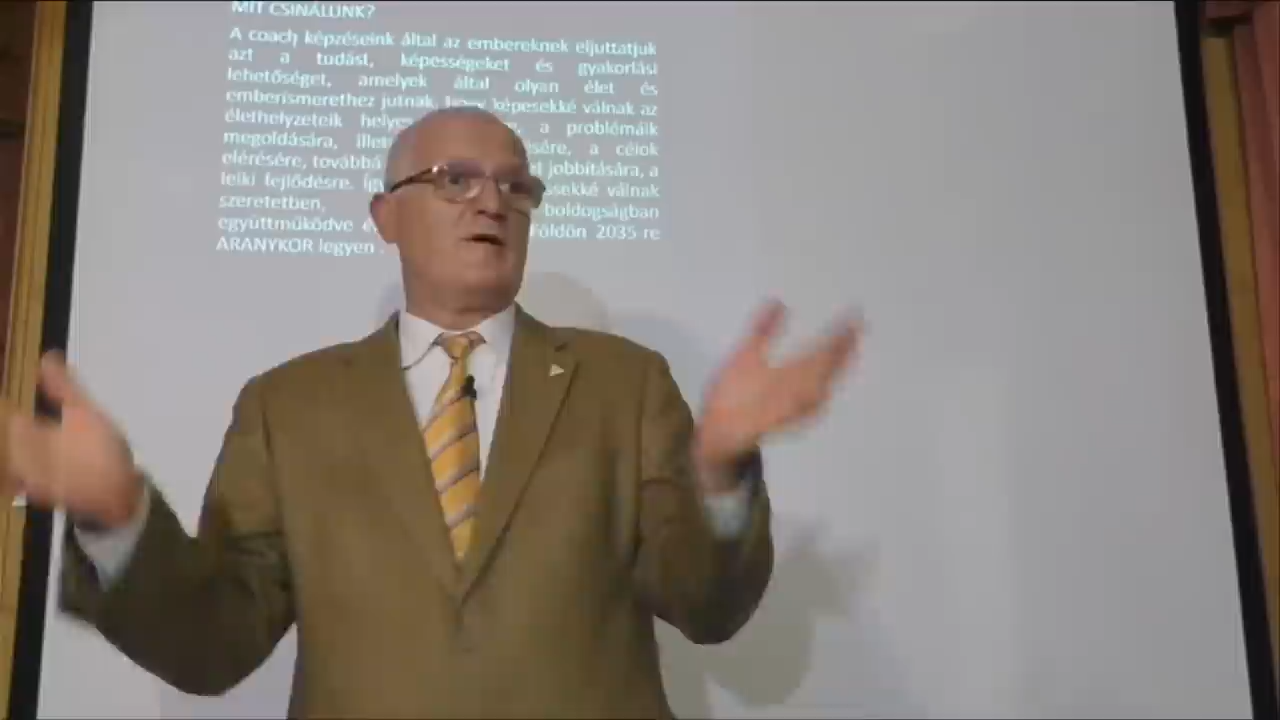 MIT CSINÁLUNK?
A coach képzéseink által az embereknek eljuttatjuk
azt a tudást, képességeket és gyakorlási
lehetőséget, amelyek által olyan élet és
emberismerethez jutnak, hogy képesekké válnak az
élethelyzeteik a problémáik
megoldására, a célok
elérésére, továbbá jobbítására, a
lelki fejlődésre. válnak
szeretetben, boldogságban
együttműködve Földön 2035-re
ARANYKOR legyen .